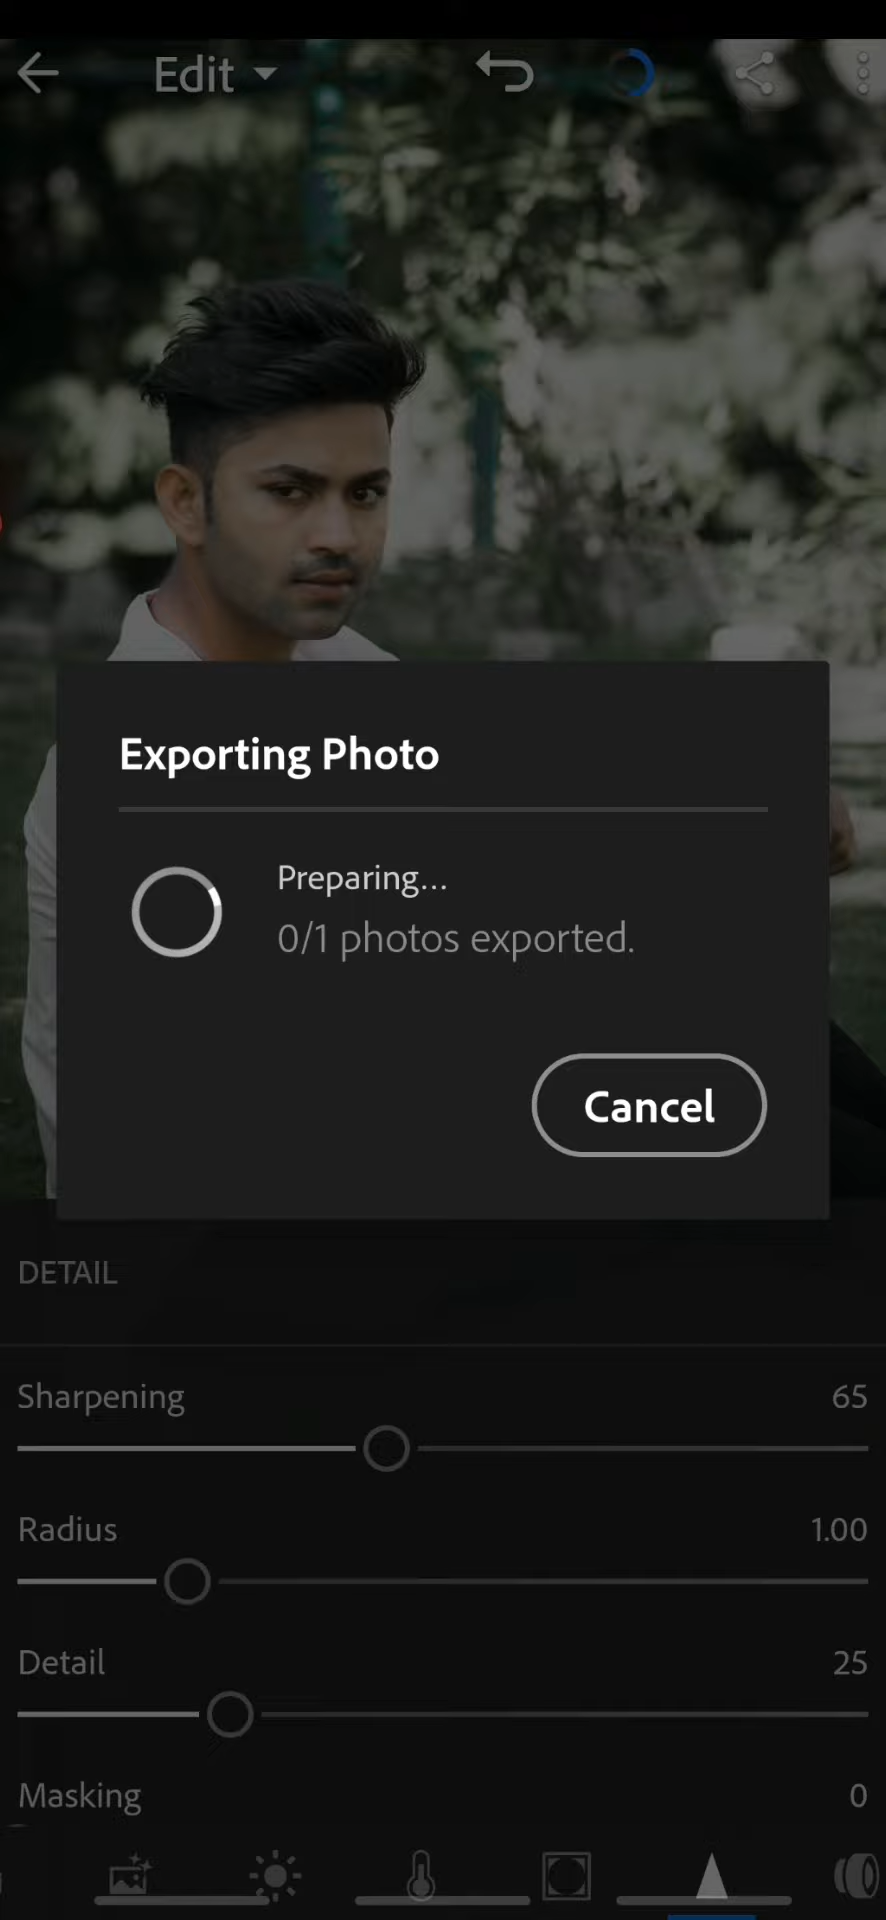 Edit
Exporting Photo
Preparing...
0/1 photos exported.
Cancel
DETAIL
Sharpening 65
Radius 1.00
Detail 25
Masking 0